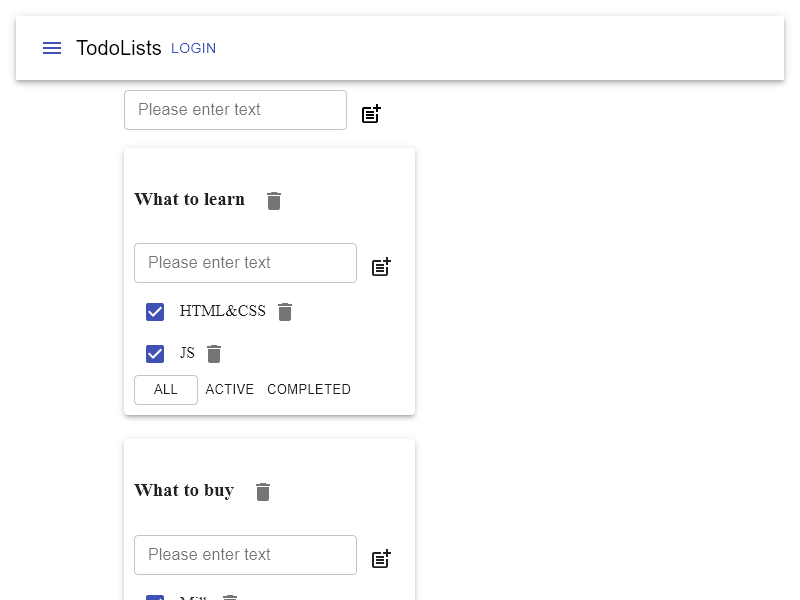 TodoLists LOGIN
Please enter text
What to learn
Please enter text
HTML&CSS
JS
ALL ACTIVE COMPLETED
What to buy
Please enter text